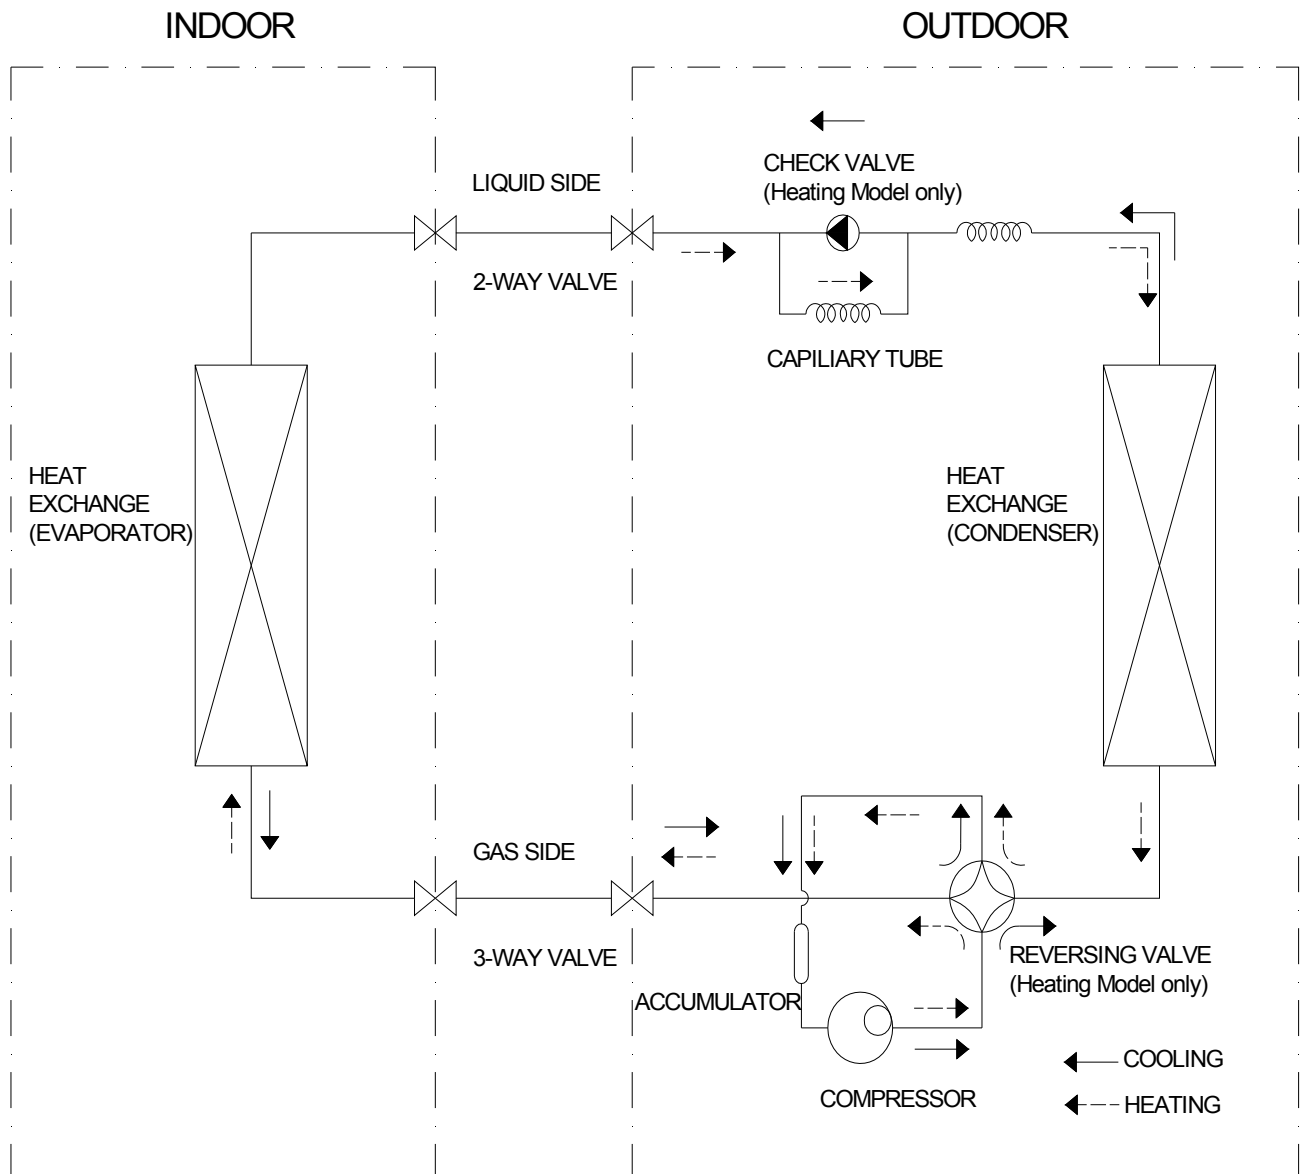 INDOOR
OUTDOOR
CHECK VALVE
(Heating Model only)
LIQUID SIDE
2-WAY VALVE
CAPILIARY TUBE
HEAT
EXCHANGE
(EVAPORATOR)
HEAT
EXCHANGE
(CONDENSER)
GAS SIDE
3-WAY VALVE
REVERSING VALVE
(Heating Model only)
ACCUMULATOR
COMPRESSOR
COOLING
HEATING